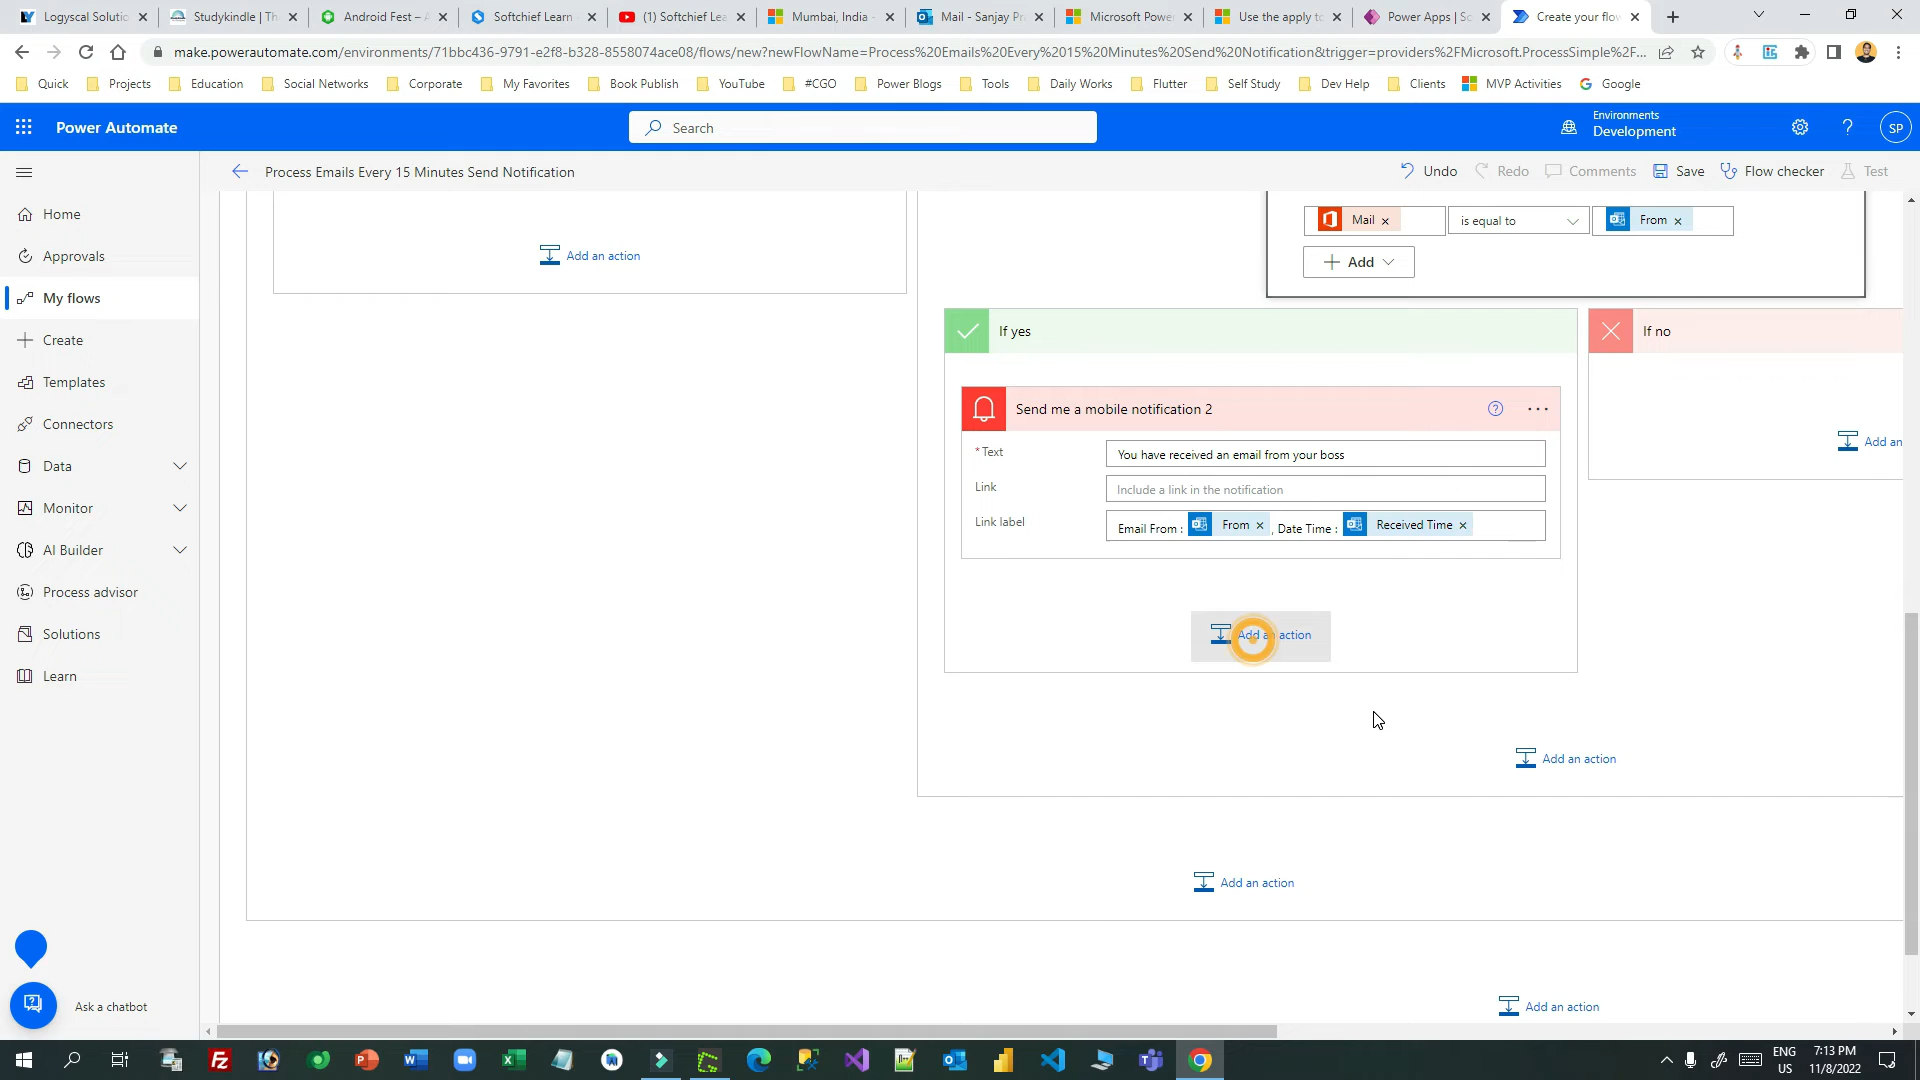 Logyscal Solutio
Studykindle | Th
Android Fest – A
Softchief Learn
(1) Softchief Lea
Mumbai, India -
Mail - Sanjay Pr
Microsoft Powe
Use the apply to
Power Apps | Sc
Create your flow
make.powerautomate.com/environments/71bbc436-9791-e2f8-b328-8558074ace08/flows/new?newFlowName=Process%20Emails%20Every%2015%20Minutes%20Send%20Notification&trigger=providers%2FMicrosoft.ProcessSimple%2F...
Quick Projects Education Social Networks Corporate My Favorites Book Publish YouTube #CGO Power Blogs Tools Daily Works Flutter Self Study Dev Help Clients MVP Activities Google
Power Automate
Search
Environments
Development
SP
Process Emails Every 15 Minutes Send Notification
Undo Redo Comments Save Flow checker Test
Home
Approvals
My flows
Create
Templates
Connectors
Data
Monitor
AI Builder
Process advisor
Solutions
Learn
Ask a chatbot
Add an action
Mail is equal to From
Add
If yes
If no
Send me a mobile notification 2
* Text You have received an email from your boss
Link Include a link in the notification
Link label Email From : From , Date Time : Received Time
Add an
Add an action
Add an action
Add an action
Add an action
ENG
US
7:13 PM
11/8/2022